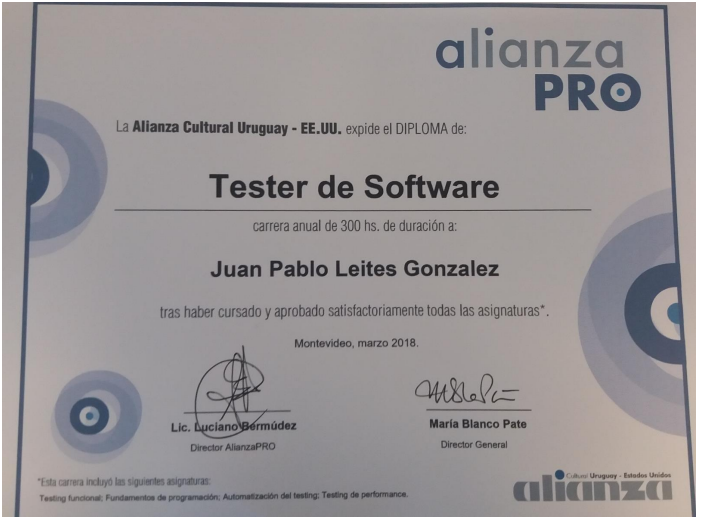 alianza
PRO
La Alianza Cultural Uruguay - EE.UU. expide el DIPLOMA de:
Tester de Software
carrera anual de 300 hs. de duración a:
Juan Pablo Leites Gonzalez
tras haber cursado y aprobado satisfactoriamente todas las asignaturas*.
Montevideo, marzo 2018.
Lic. Luciano Bermúdez
Director AlianzaPRO
María Blanco Pate
Director General
*Esta carrera incluyó las siguientes asignaturas:
Testing funcional; Fundamentos de programación; Automatización del testing; Testing de performance.
Cultural Uruguay - Estados Unidos
alianza